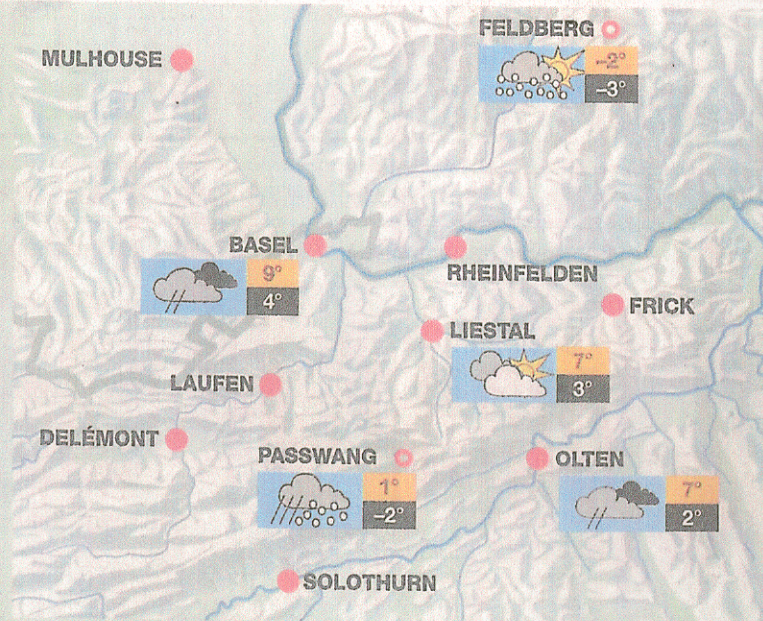 FELDBERG
-2°
-3°
MULHOUSE
BASEL
9°
4°
RHEINFELDEN
FRICK
LIESTAL
7°
3°
LAUFEN
DELÉMONT
PASSWANG
1°
-2°
OLTEN
7°
2°
SOLOTHURN